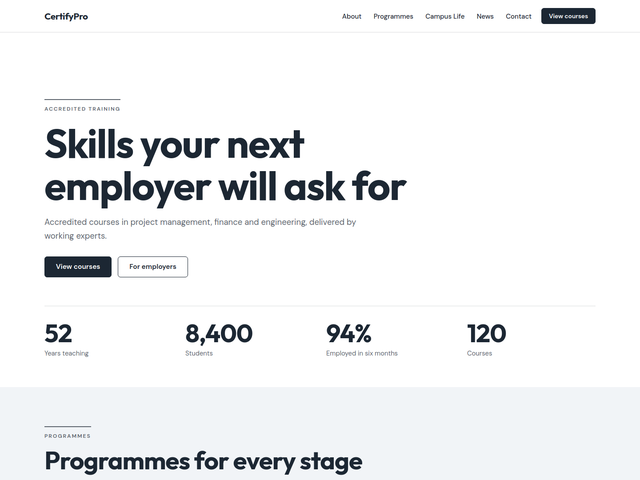 CertifyPro
About Programmes Campus Life News Contact View courses
ACCREDITED TRAINING
Skills your next
employer will ask for
Accredited courses in project management, finance and engineering, delivered by
working experts.
View courses For employers
52 8,400 94% 120
Years teaching Students Employed in six months Courses
PROGRAMMES
Programmes for every stage